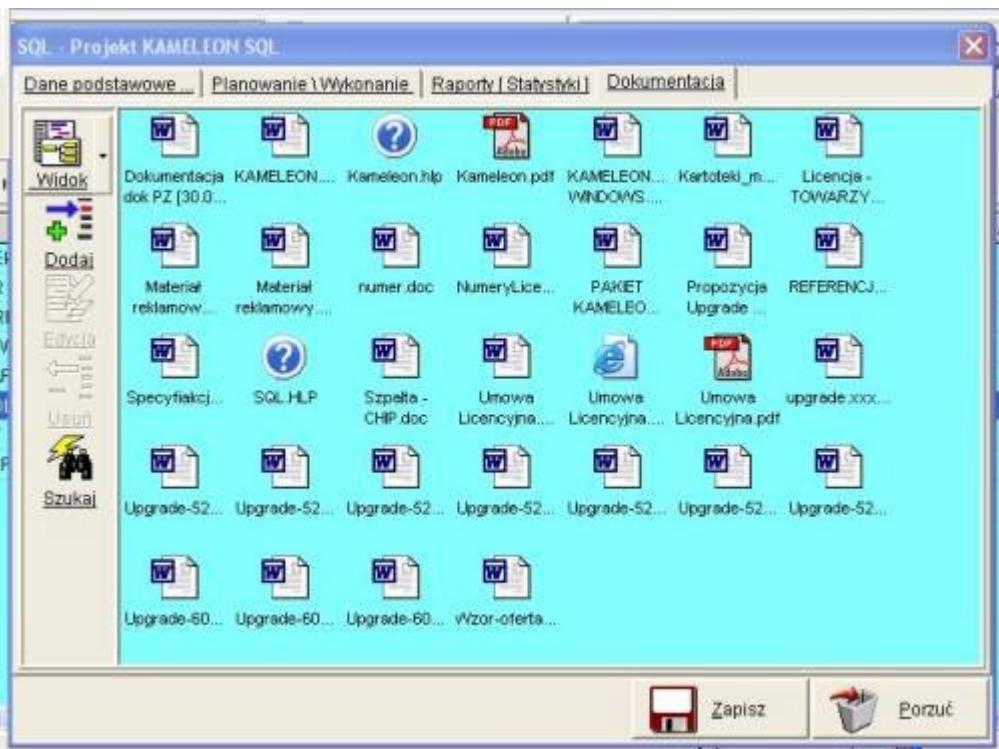 SQL - Projekt KAMELEON SQL
Dane podstawowe ... Planowanie \ Wykonanie Raporty [ Statystyki ] Dokumentacja
Widok
Dodaj
Edycja
Usuń
Szukaj
Dokumentacja
dok PZ [30.0...
KAMELEON....
Kameleon.hlp
Kameleon.pdf
KAMELEON...
WINDOWS....
Kartoteki_m...
Licencja -
TOWARZY...
Materiał
reklamow...
Materiał
reklamowy....
numer.doc
NumeryLice...
PAKIET
KAMELEO...
Propozycja
Upgrade ...
REFERENCJ...
Specyfiakcj...
SQL.HLP
Szpalta -
CHIP.doc
Umowa
Licencyjna....
Umowa
Licencyjna....
Umowa
Licencyjna.pdf
upgrade.xxx...
Upgrade-52...
Upgrade-52...
Upgrade-52...
Upgrade-52...
Upgrade-52...
Upgrade-52...
Upgrade-52...
Upgrade-60...
Upgrade-60...
Upgrade-60...
Wzor-oferta...
Zapisz
Porzuć